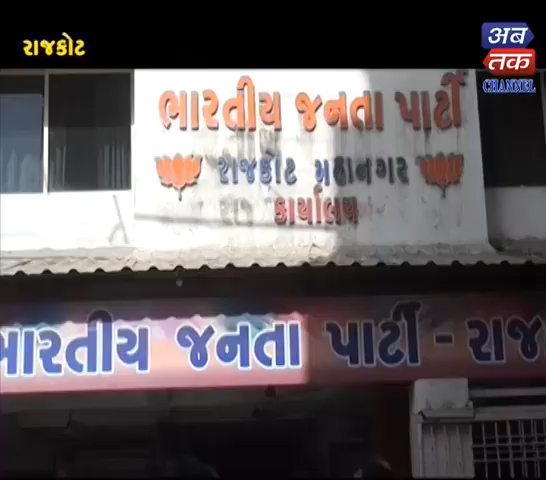 રાજકોટ
અબ
તક
CHANNEL
ભારતીય જનતા પાર્ટી
રાજકોટ મહાનગર
કાર્યાલય
ભારતીય જનતા પાર્ટી - રાજ